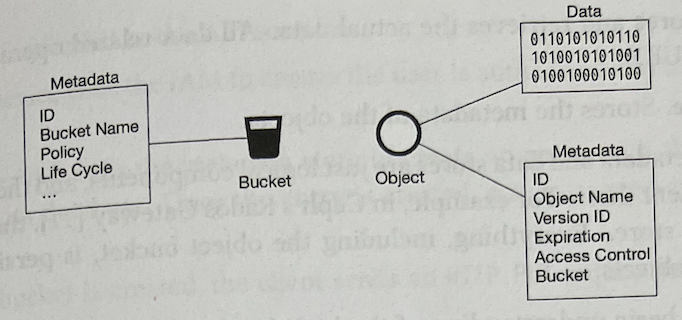 Metadata
ID
Bucket Name
Policy
Life Cycle
...
Bucket
Object
Data
0110101010110
1010010101001
0100100010100
Metadata
ID
Object Name
Version ID
Expiration
Access Control
Bucket